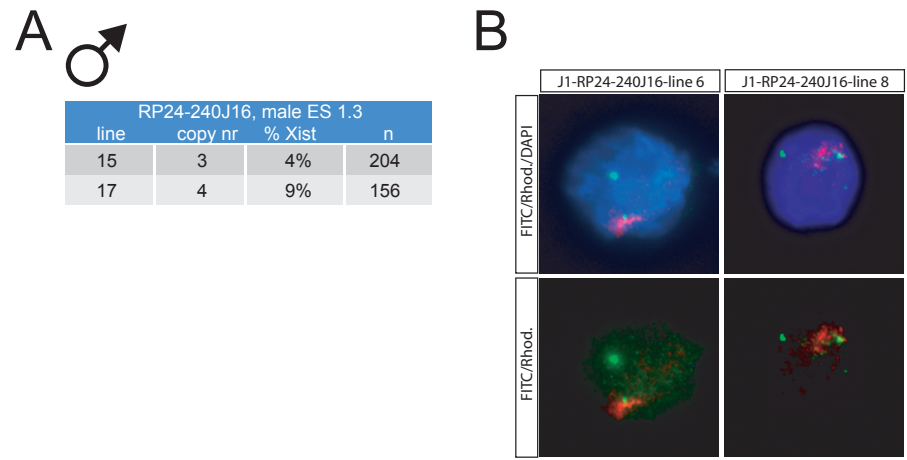 A
RP24-240J16, male ES 1.3
line copy nr % Xist n
15 3 4% 204
17 4 9% 156
B
J1-RP24-240J16-line 6 J1-RP24-240J16-line 8
FITC/Rhod./DAPI
FITC/Rhod.